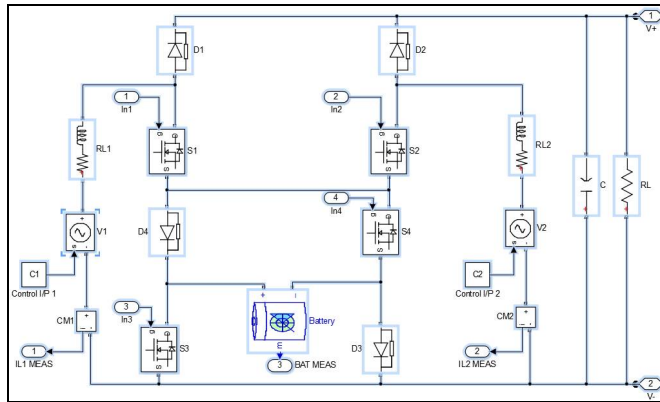 D1
D2
1
V+
1
In1
2
In2
RL1
g
D
S1
S
g
D
S2
S
RL2
C
RL
4
In4
V1
s
D4
g
D
S4
S
V2
s
C1
Control I/P 1
C2
Control I/P 2
3
In3
+
-
Battery
m
CM1
CM2
g
D
S3
S
D3
1
IL1 MEAS
3
BAT MEAS
2
IL2 MEAS
2
V-